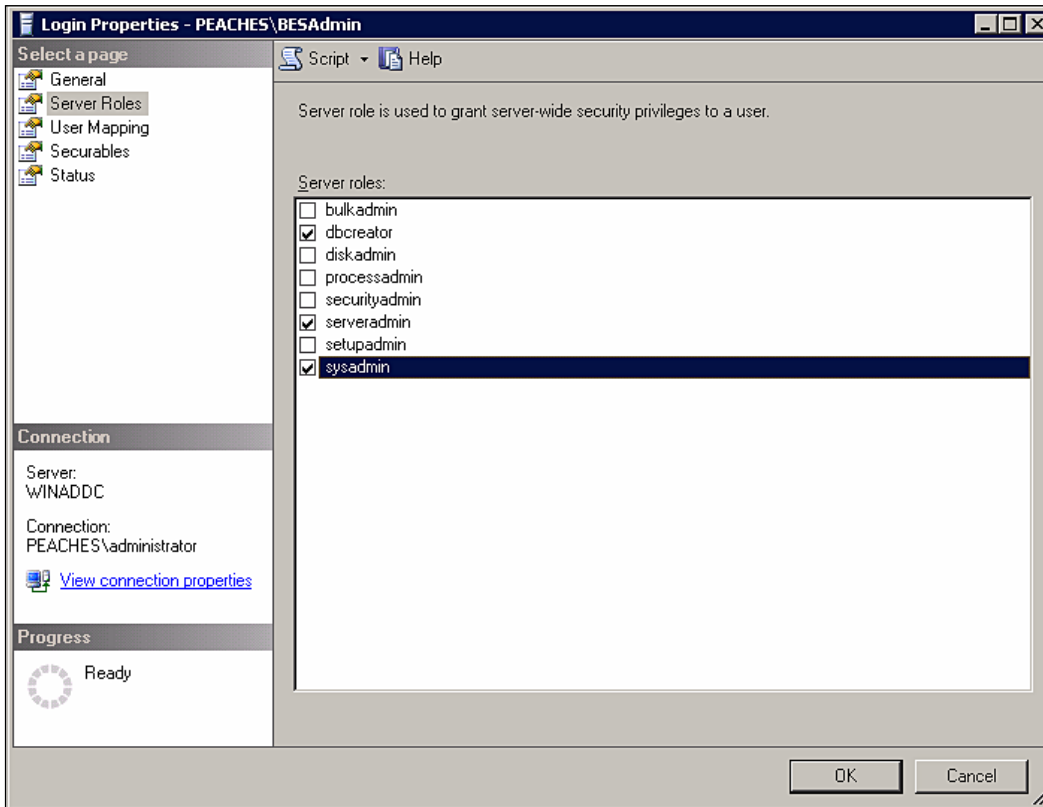 Login Properties - PEACHES\BESAdmin
Select a page
General
Server Roles
User Mapping
Securables
Status
Script
Help
Server role is used to grant server-wide security privileges to a user.
Server roles:
bulkadmin
dbcreator
diskadmin
processadmin
securityadmin
serveradmin
setupadmin
sysadmin
Connection
Server:
WINADDC
Connection:
PEACHES\administrator
View connection properties
Progress
Ready
OK
Cancel